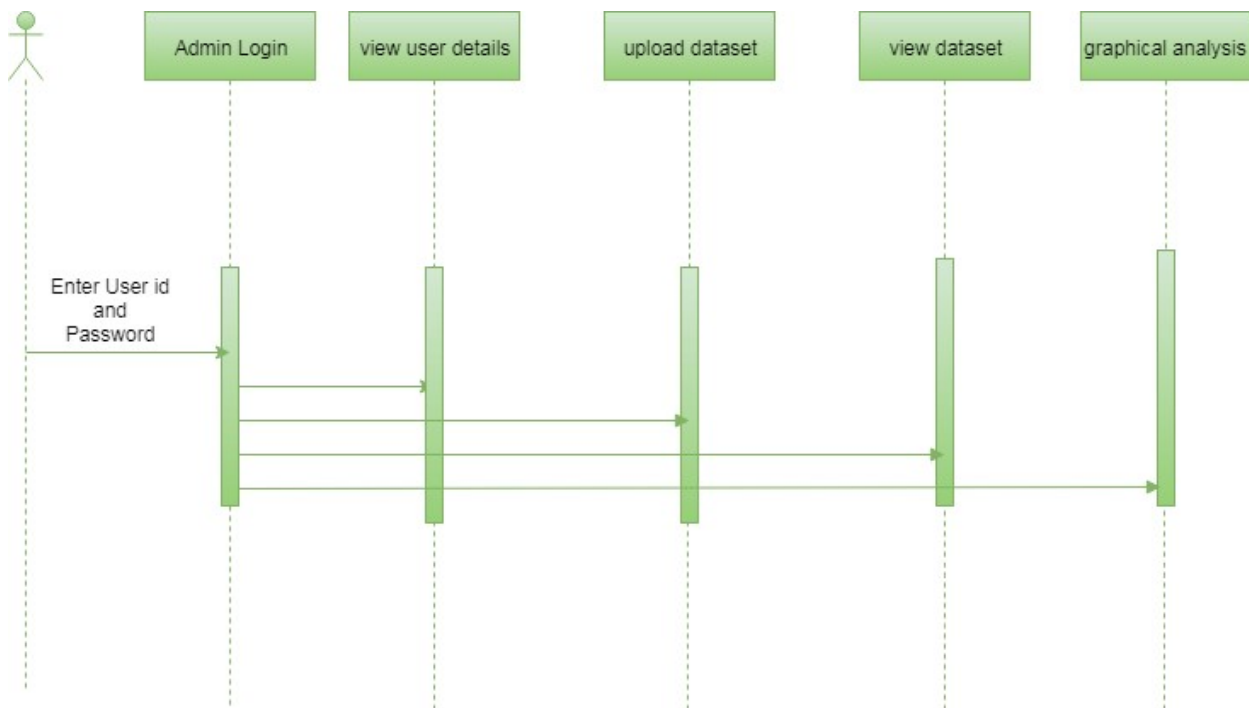 Admin Login
view user details
upload dataset
view dataset
graphical analysis
Enter User id
and
Password